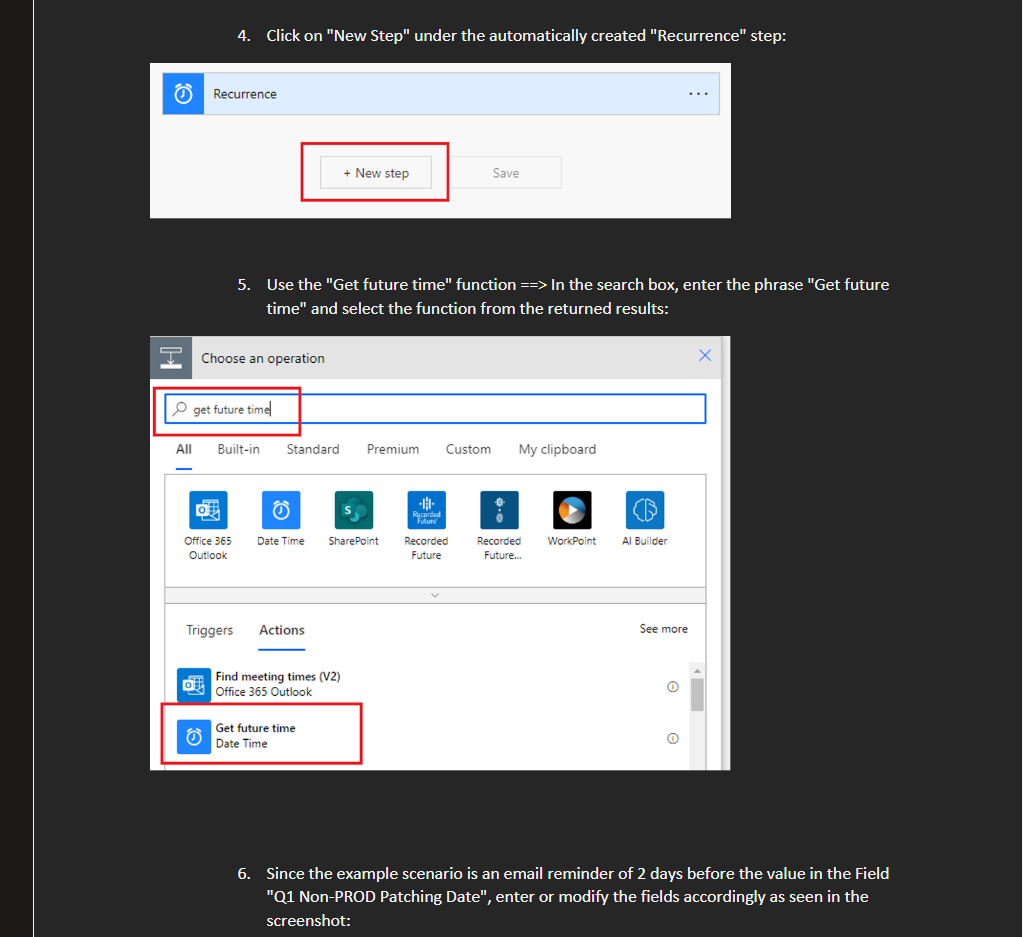 4. Click on "New Step" under the automatically created "Recurrence" step:
Recurrence
+ New step
Save
5. Use the "Get future time" function ==> In the search box, enter the phrase "Get future
time" and select the function from the returned results:
Choose an operation
get future time
All Built-in Standard Premium Custom My clipboard
S
Recorded
Future
Office 365 Date Time SharePoint Recorded Recorded WorkPoint AI Builder
Outlook Future Future...
Triggers Actions See more
Find meeting times (V2)
Office 365 Outlook
Get future time
Date Time
6. Since the example scenario is an email reminder of 2 days before the value in the Field
"Q1 Non-PROD Patching Date", enter or modify the fields accordingly as seen in the
screenshot: